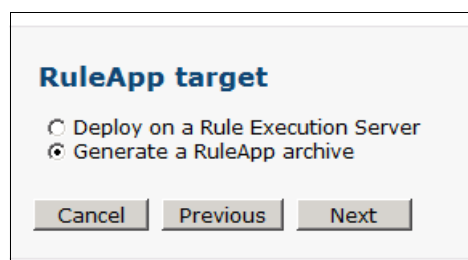 RuleApp target
Deploy on a Rule Execution Server
Generate a RuleApp archive
Cancel Previous Next